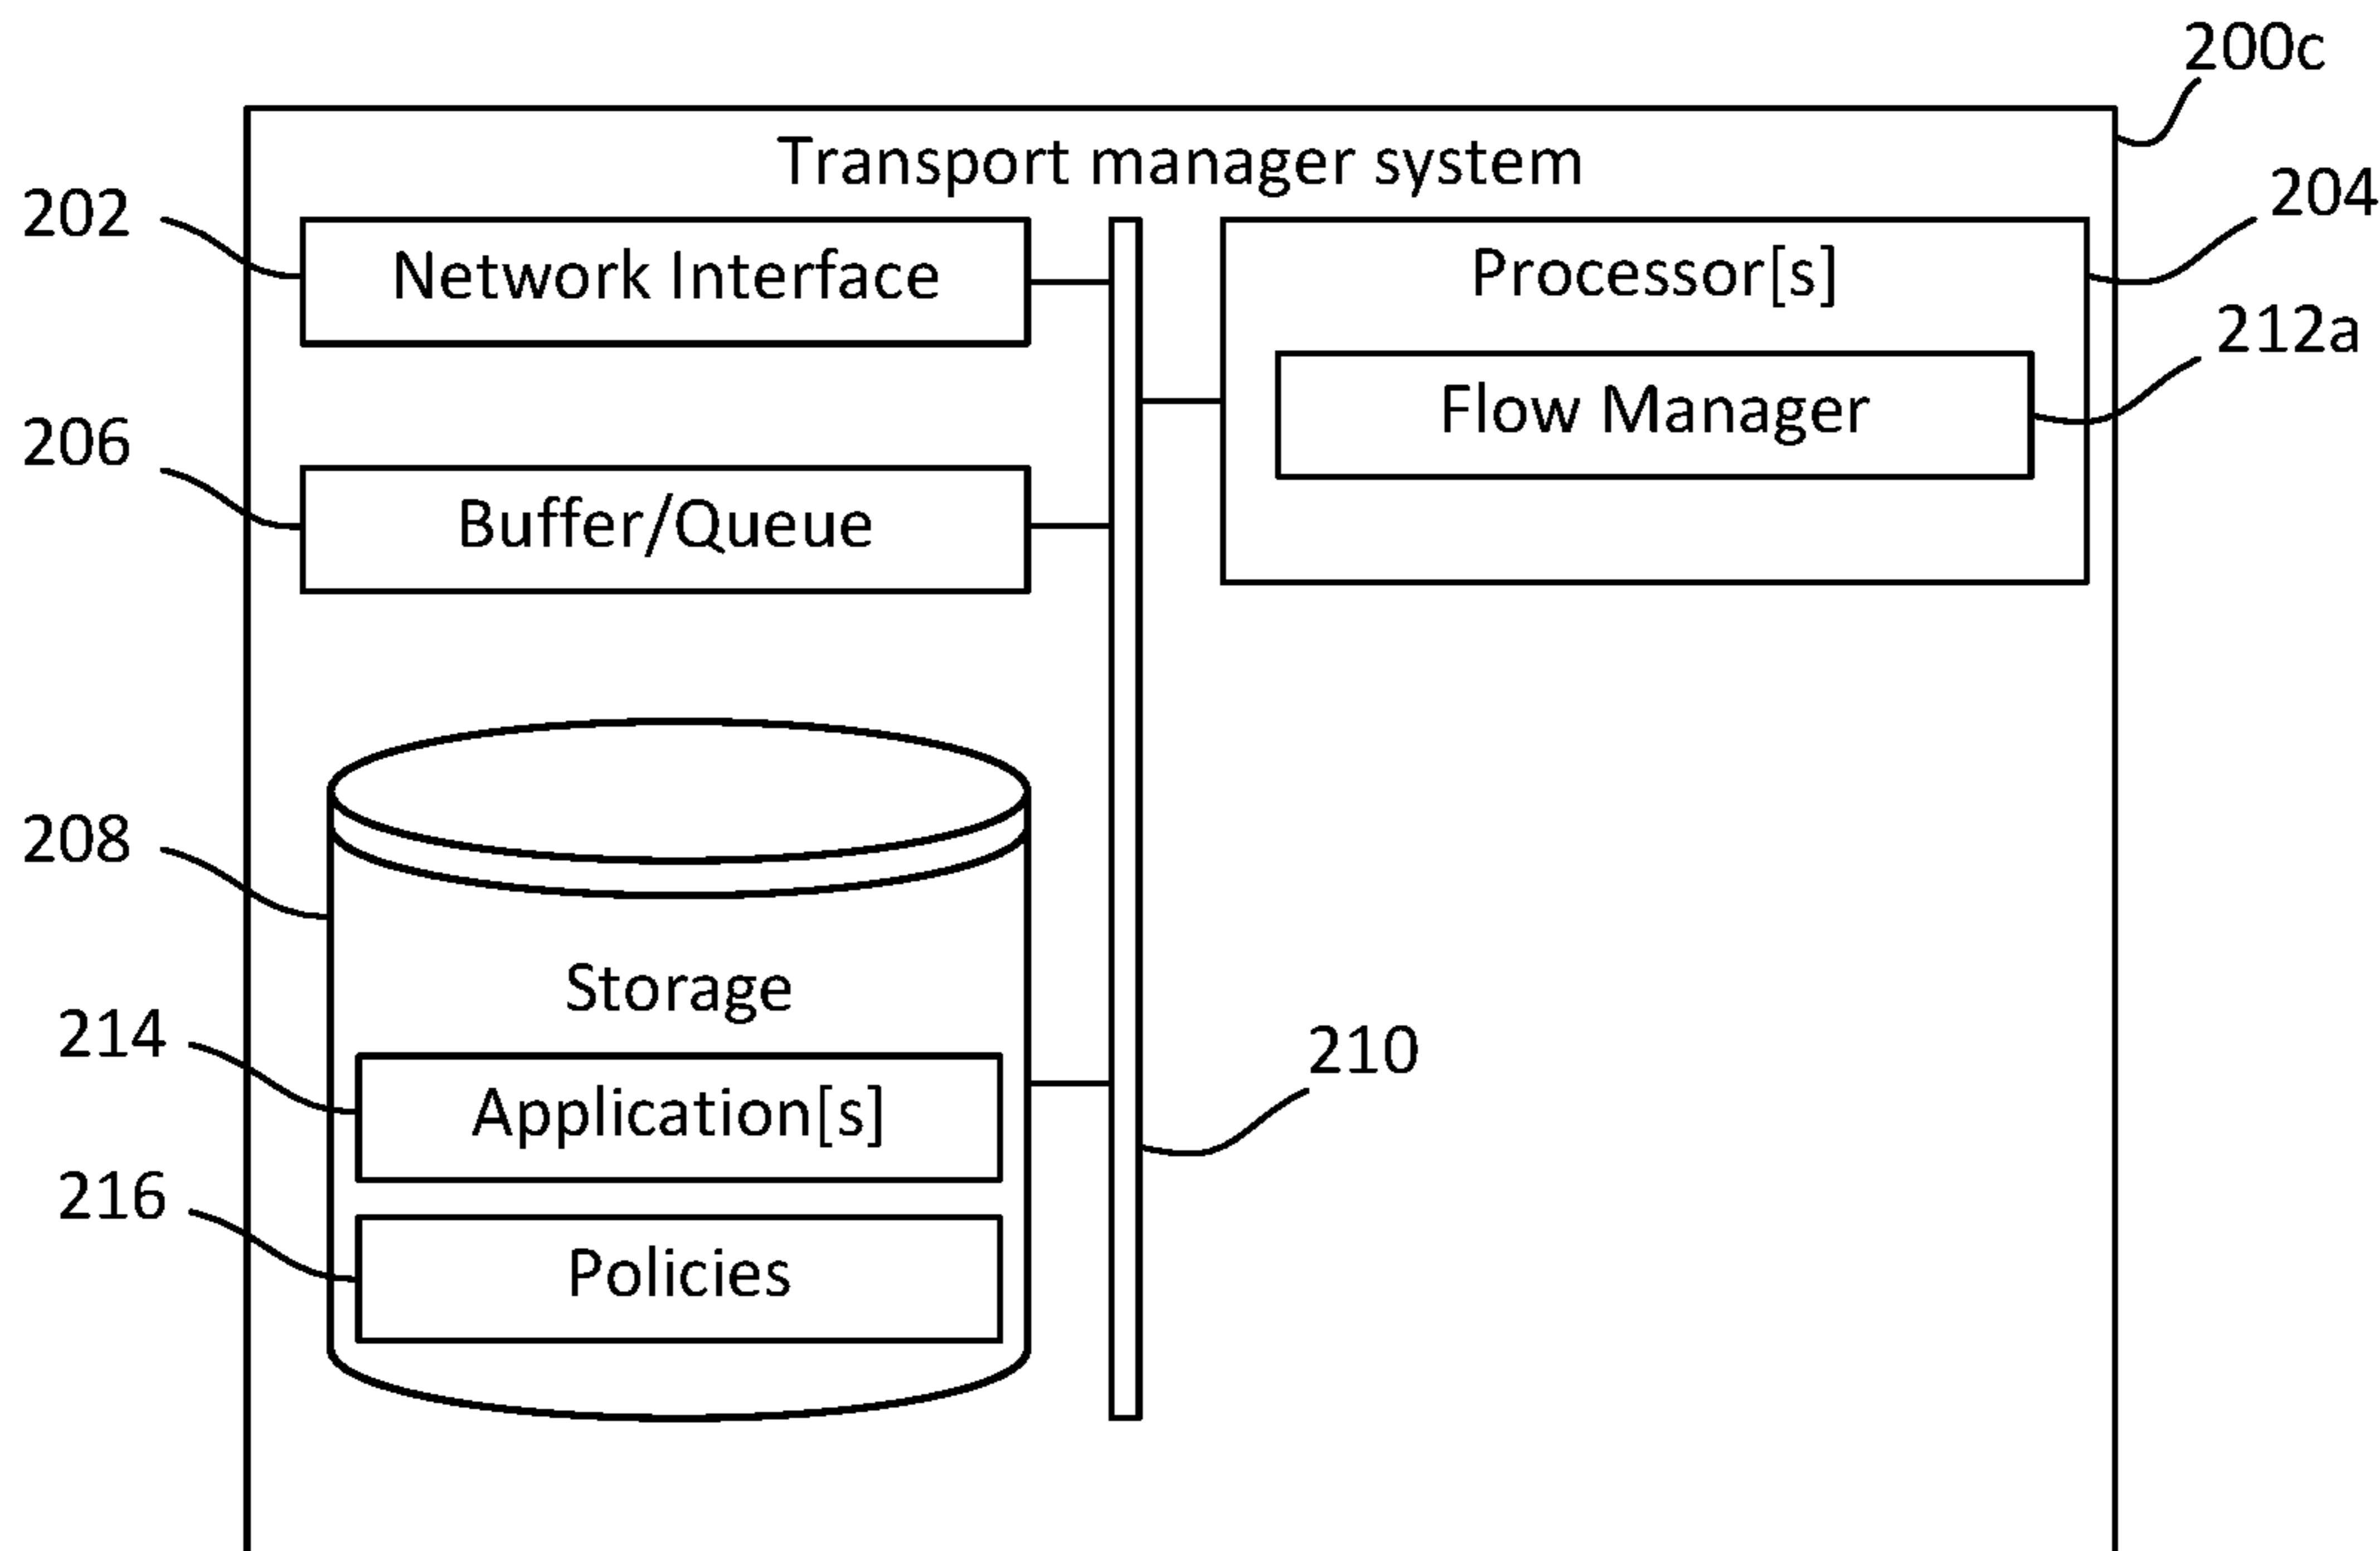 200c
Transport manager system
202
Network Interface
Processor[s]
204
212a
Flow Manager
206
Buffer/Queue
208
Storage
214
Application[s]
210
216
Policies